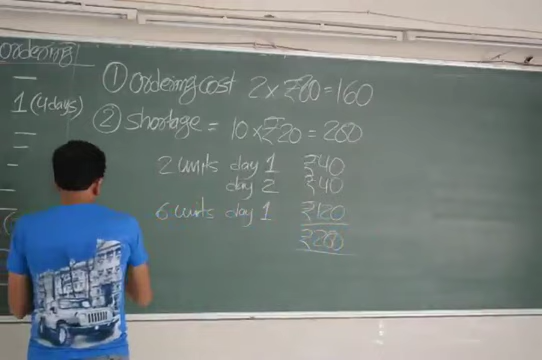 ordering
① ordering cost 2 × ₹80 = 160
1 (4 days)
② Shortage = 10 × ₹20 = 200
2 units day 1 ₹40
day 2 ₹40
6 units day 1 ₹120
₹200